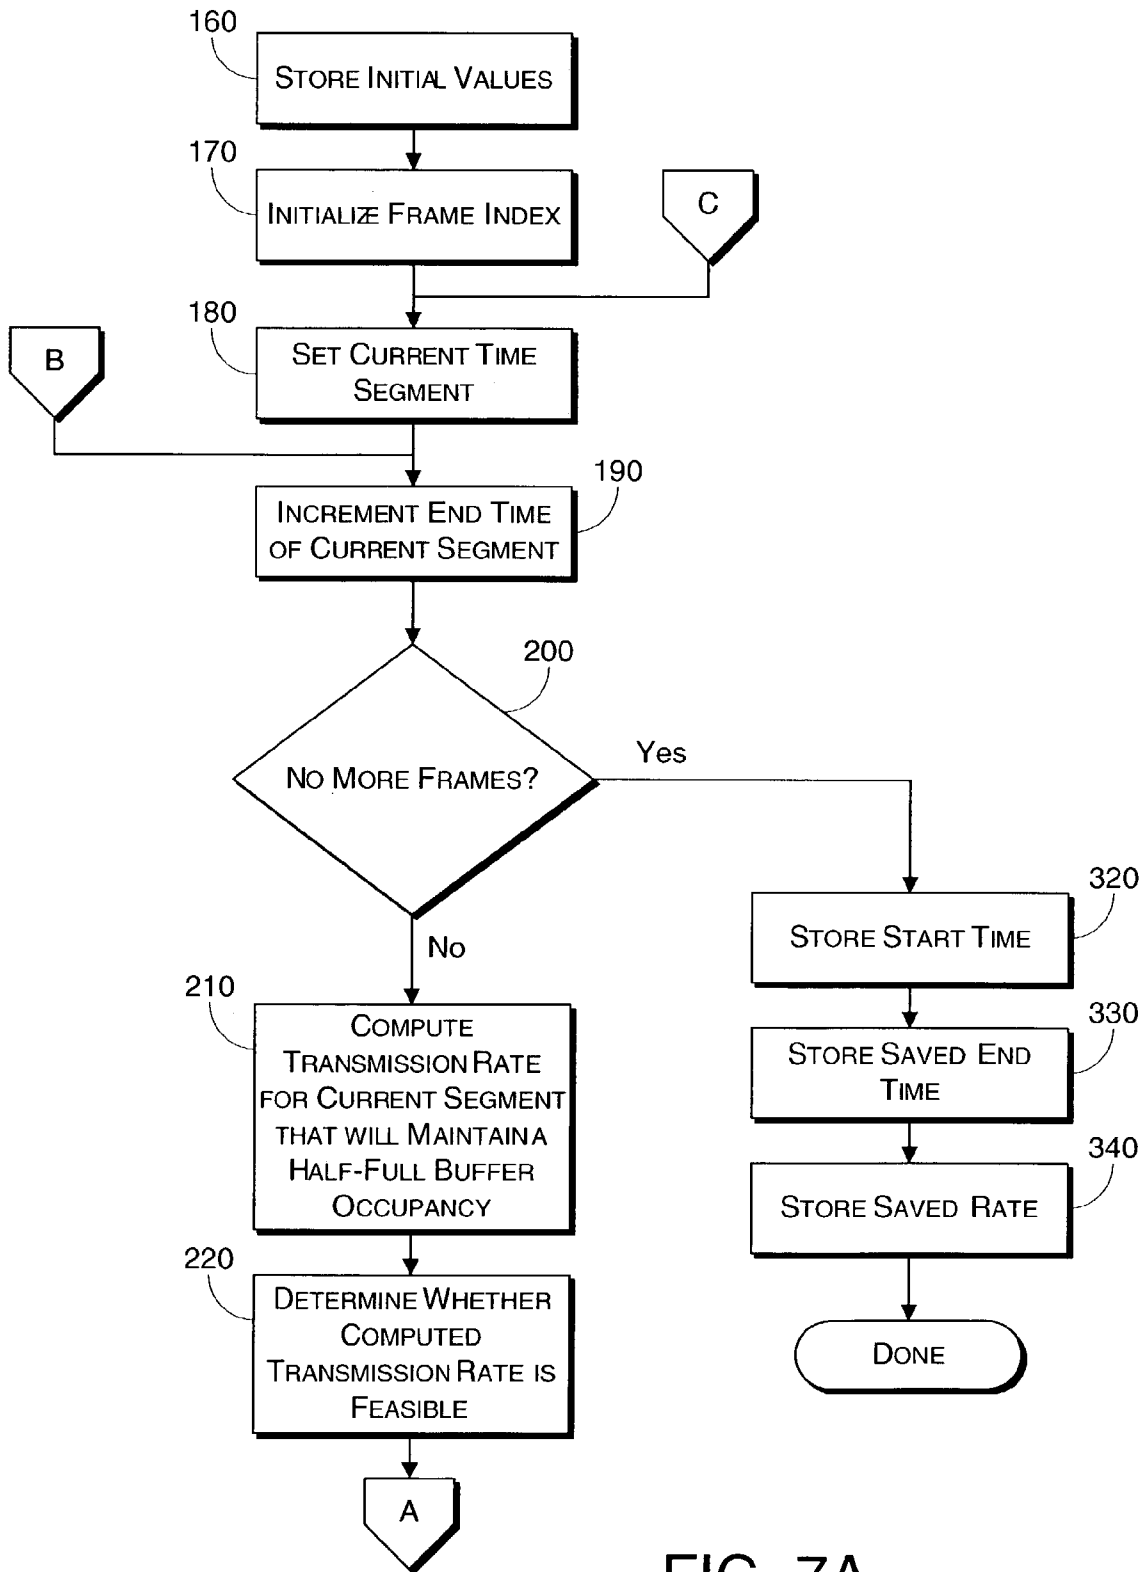 160
STORE INITIAL VALUES
170
INITIALIZE FRAME INDEX
C
180
SET CURRENT TIME
SEGMENT
B
190
INCREMENT END TIME
OF CURRENT SEGMENT
200
NO MORE FRAMES?
Yes
No
320
STORE START TIME
330
STORE SAVED END
TIME
340
STORE SAVED RATE
DONE
210
COMPUTE
TRANSMISSION RATE
FOR CURRENT SEGMENT
THAT WILL MAINTAIN A
HALF-FULL BUFFER
OCCUPANCY
220
DETERMINE WHETHER
COMPUTED
TRANSMISSION RATE IS
FEASIBLE
A
FIG. 7A